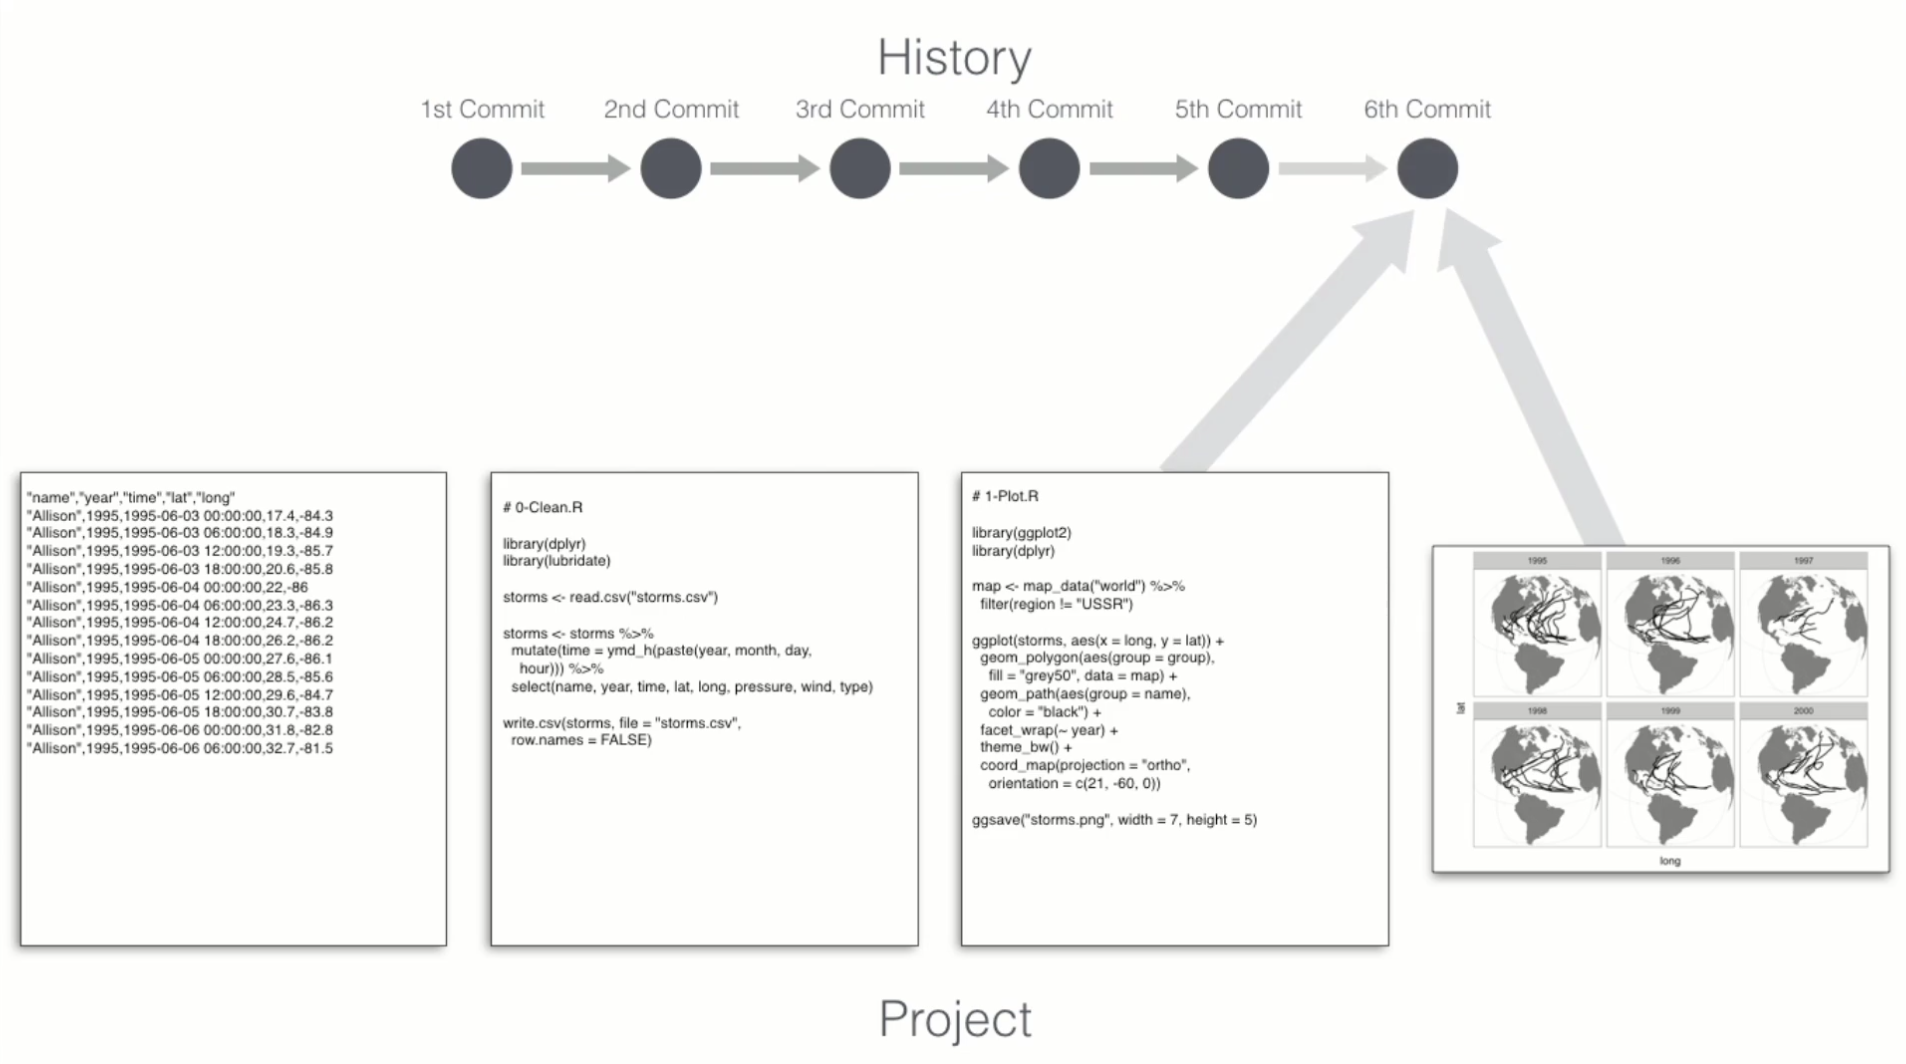 History
1st Commit
2nd Commit
3rd Commit
4th Commit
5th Commit
6th Commit
"name","year","time","lat","long"
"Allison",1995,1995-06-03 00:00:00,17.4,-84.3
"Allison",1995,1995-06-03 06:00:00,18.3,-84.9
"Allison",1995,1995-06-03 12:00:00,19.3,-85.7
"Allison",1995,1995-06-03 18:00:00,20.6,-85.8
"Allison",1995,1995-06-04 00:00:00,22,-86
"Allison",1995,1995-06-04 06:00:00,23.3,-86.3
"Allison",1995,1995-06-04 12:00:00,24.7,-86.2
"Allison",1995,1995-06-04 18:00:00,26.2,-86.2
"Allison",1995,1995-06-05 00:00:00,27.6,-86.1
"Allison",1995,1995-06-05 06:00:00,28.5,-85.6
"Allison",1995,1995-06-05 12:00:00,29.6,-84.7
"Allison",1995,1995-06-05 18:00:00,30.7,-83.8
"Allison",1995,1995-06-06 00:00:00,31.8,-82.8
"Allison",1995,1995-06-06 06:00:00,32.7,-81.5
# 0-Clean.R
library(dplyr)
library(lubridate)
storms <- read.csv("storms.csv")
storms <- storms %>%
mutate(time = ymd_h(paste(year, month, day,
hour))) %>%
select(name, year, time, lat, long, pressure, wind, type)
write.csv(storms, file = "storms.csv",
row.names = FALSE)
# 1-Plot.R
library(ggplot2)
library(dplyr)
map <- map_data("world") %>%
filter(region != "USSR")
ggplot(storms, aes(x = long, y = lat)) +
geom_polygon(aes(group = group),
fill = "grey50", data = map) +
geom_path(aes(group = name),
color = "black") +
facet_wrap(~ year) +
theme_bw() +
coord_map(projection = "ortho",
orientation = c(21, -60, 0))
ggsave("storms.png", width = 7, height = 5)
1995
1996
1997
1998
1999
2000
lat
long
Project